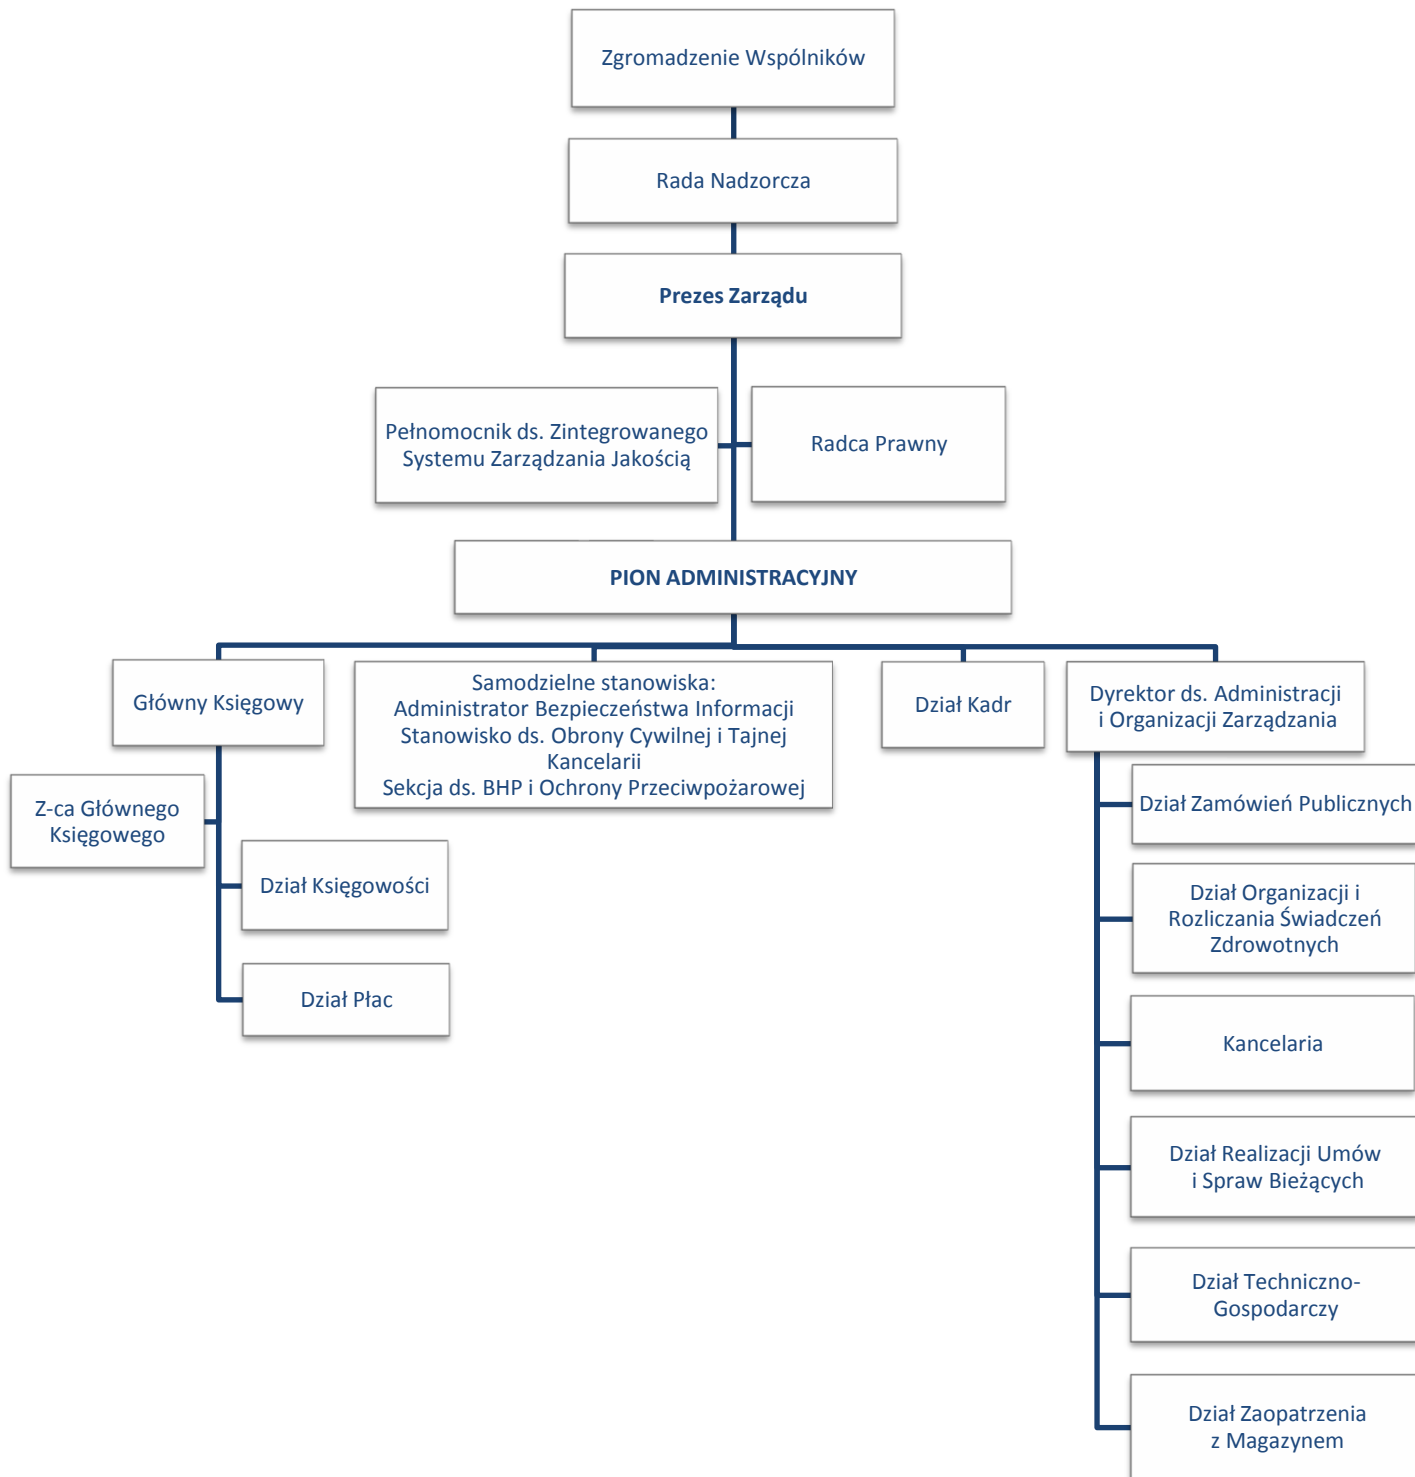 Zgromadzenie Wspólników
Rada Nadzorcza
Prezes Zarządu
Pełnomocnik ds. Zintegrowanego
Systemu Zarządzania Jakością
Radca Prawny
PION ADMINISTRACYJNY
Główny Księgowy
Samodzielne stanowiska:
Administrator Bezpieczeństwa Informacji
Stanowisko ds. Obrony Cywilnej i Tajnej
Kancelarii
Sekcja ds. BHP i Ochrony Przeciwpożarowej
Dział Kadr
Dyrektor ds. Administracji
i Organizacji Zarządzania
Z-ca Głównego
Księgowego
Dział Księgowości
Dział Płac
Dział Zamówień Publicznych
Dział Organizacji i
Rozliczania Świadczeń
Zdrowotnych
Kancelaria
Dział Realizacji Umów
i Spraw Bieżących
Dział Techniczno-
Gospodarczy
Dział Zaopatrzenia
z Magazynem